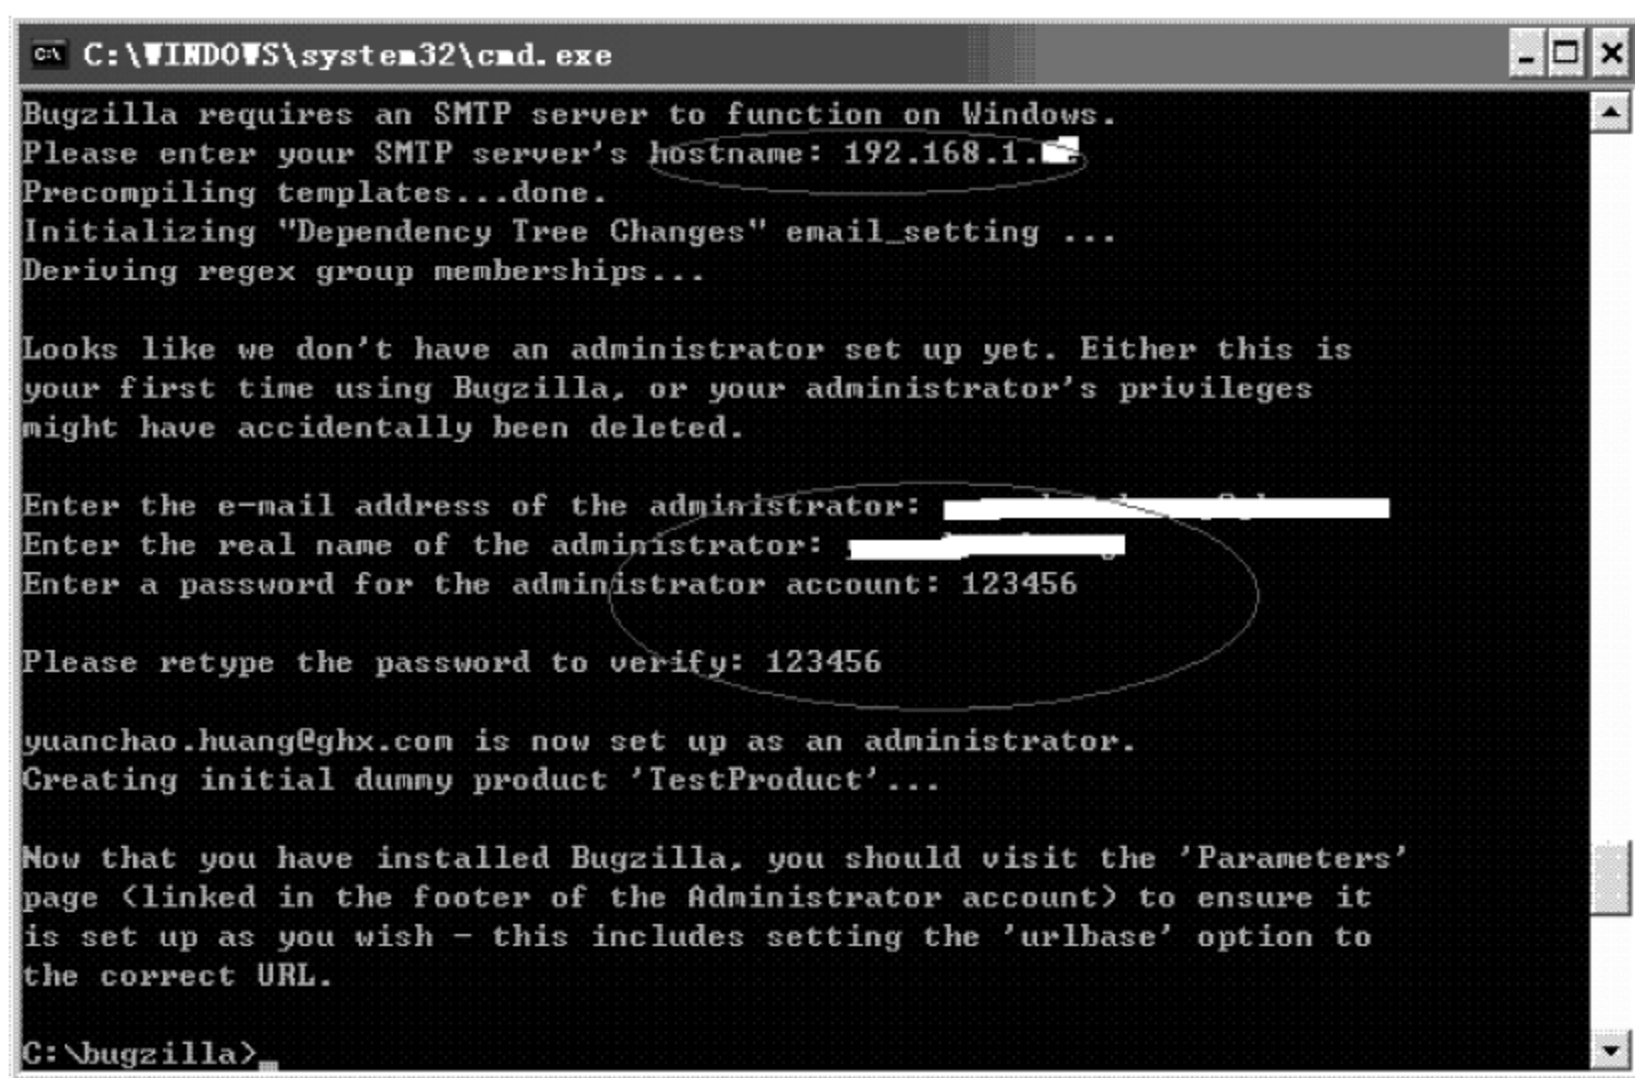 C:\WINDOWS\system32\cmd.exe
Bugzilla requires an SMTP server to function on Windows.
Please enter your SMTP server's hostname: 192.168.1.
Precompiling templates...done.
Initializing "Dependency Tree Changes" email_setting ...
Deriving regex group memberships...
Looks like we don't have an administrator set up yet. Either this is
your first time using Bugzilla, or your administrator's privileges
might have accidentally been deleted.
Enter the e-mail address of the administrator:
Enter the real name of the administrator:
Enter a password for the administrator account: 123456
Please retype the password to verify: 123456
yuanchao.huang@ghx.com is now set up as an administrator.
Creating initial dummy product 'TestProduct'...
Now that you have installed Bugzilla, you should visit the 'Parameters'
page (linked in the footer of the Administrator account) to ensure it
is set up as you wish - this includes setting the 'urlbase' option to
the correct URL.
C:\bugzilla>_